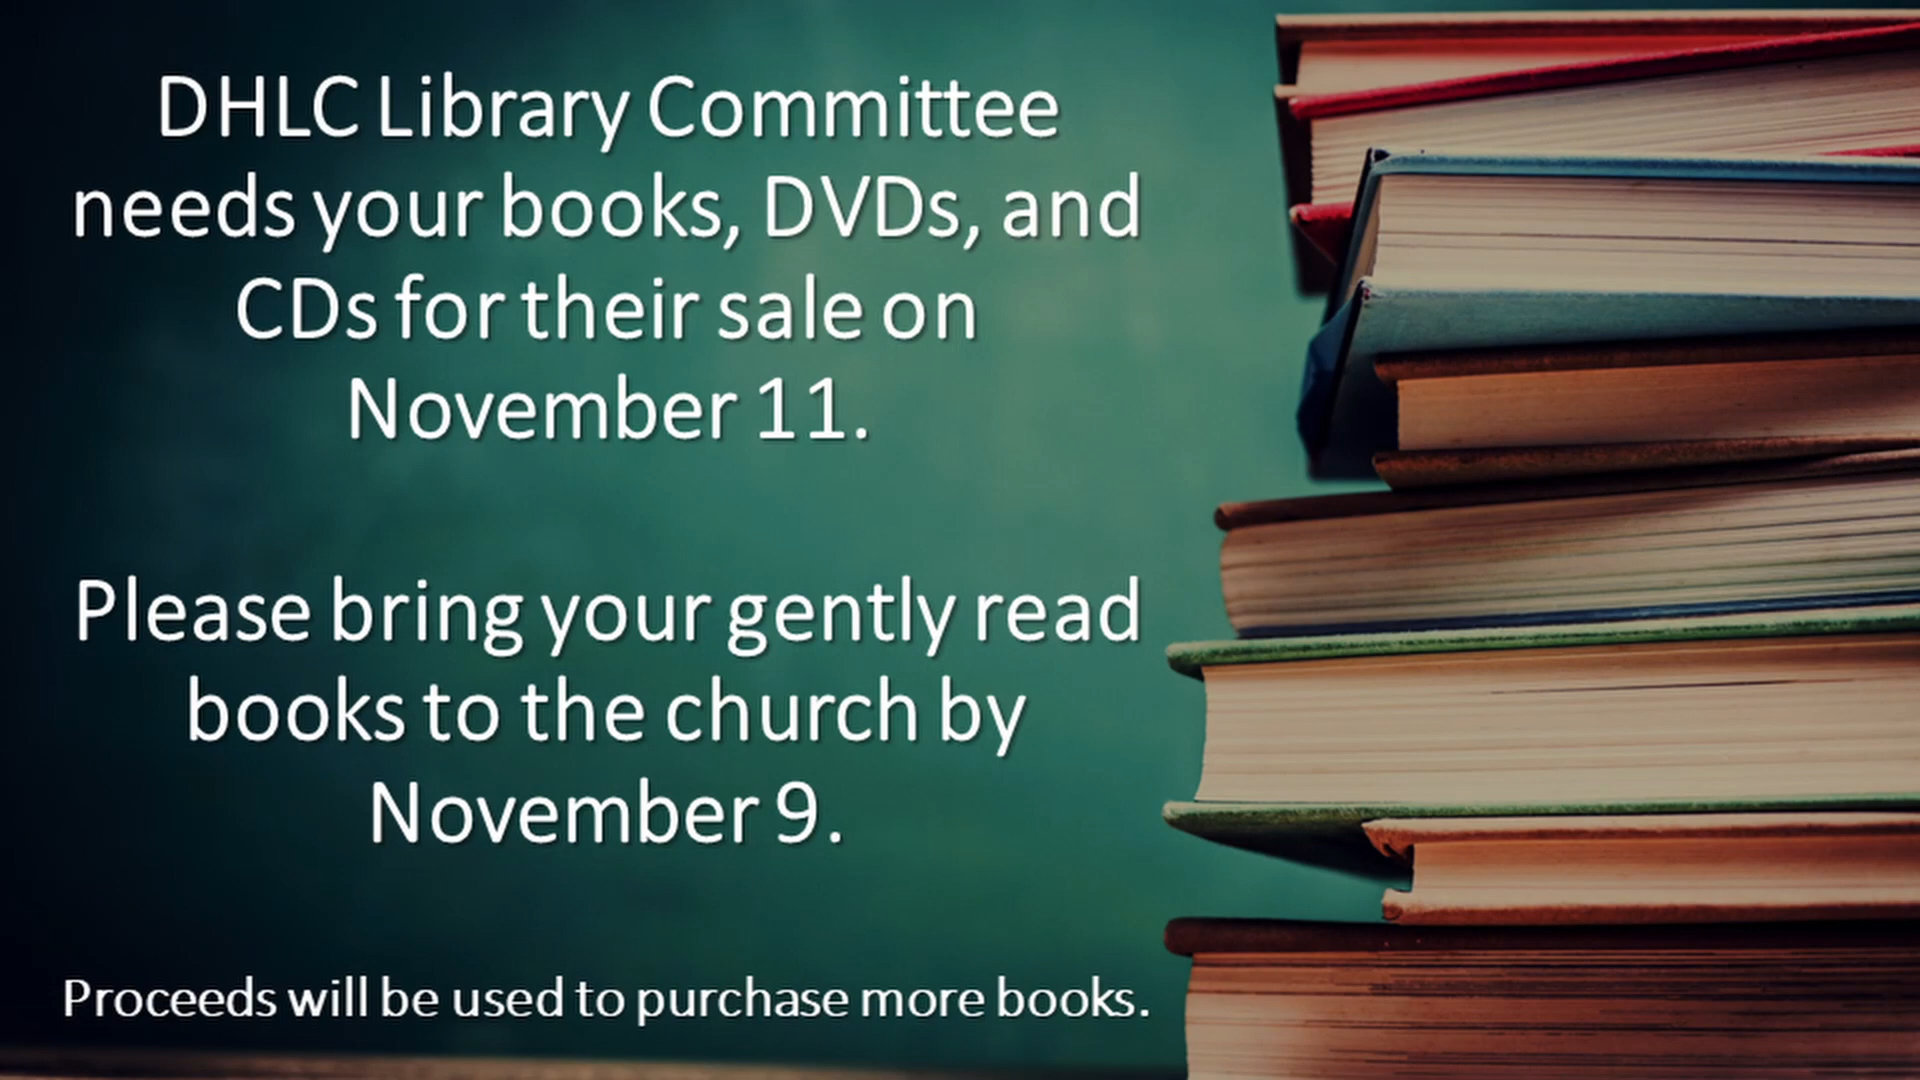 DHLC Library Committee
needs your books, DVDs, and
CDs for their sale on
November 11.
Please bring your gently read
books to the church by
November 9.
Proceeds will be used to purchase more books.